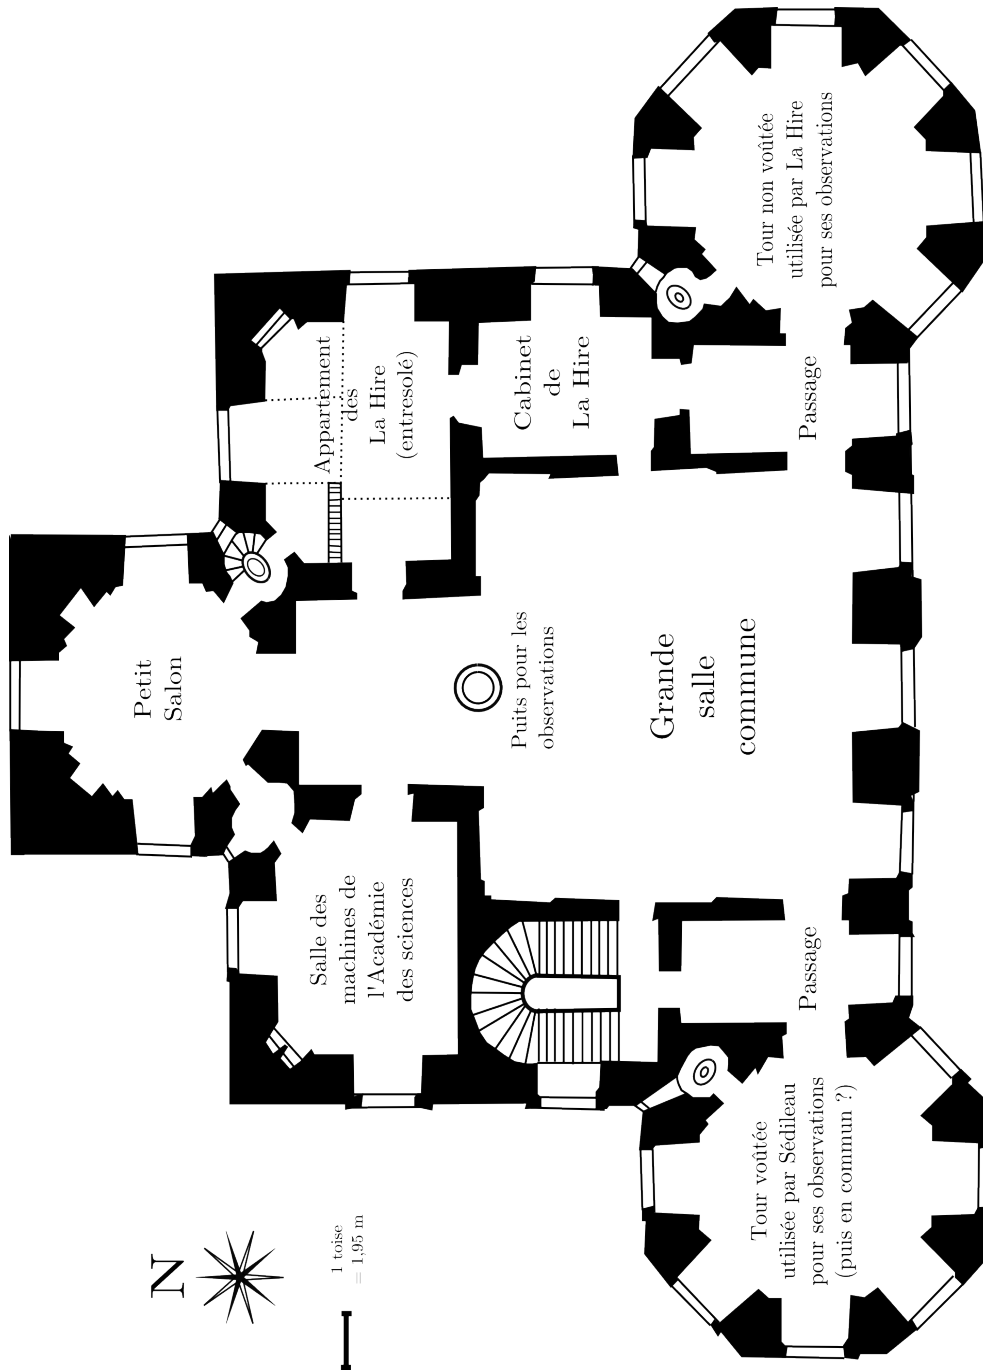 Petit
Salon
Appartement
des
La Hire
(entresolé)
Cabinet
de
La Hire
Tour non voûtée
utilisée par La Hire
pour ses observations
Passage
Puits pour les
observations
Grande
salle
commune
Salle des
machines de
l'Académie
des sciences
Passage
Tour voûtée
utilisée par Sédileau
pour ses observations
(puis en commun ?)
N
1 toise
= 1,95 m